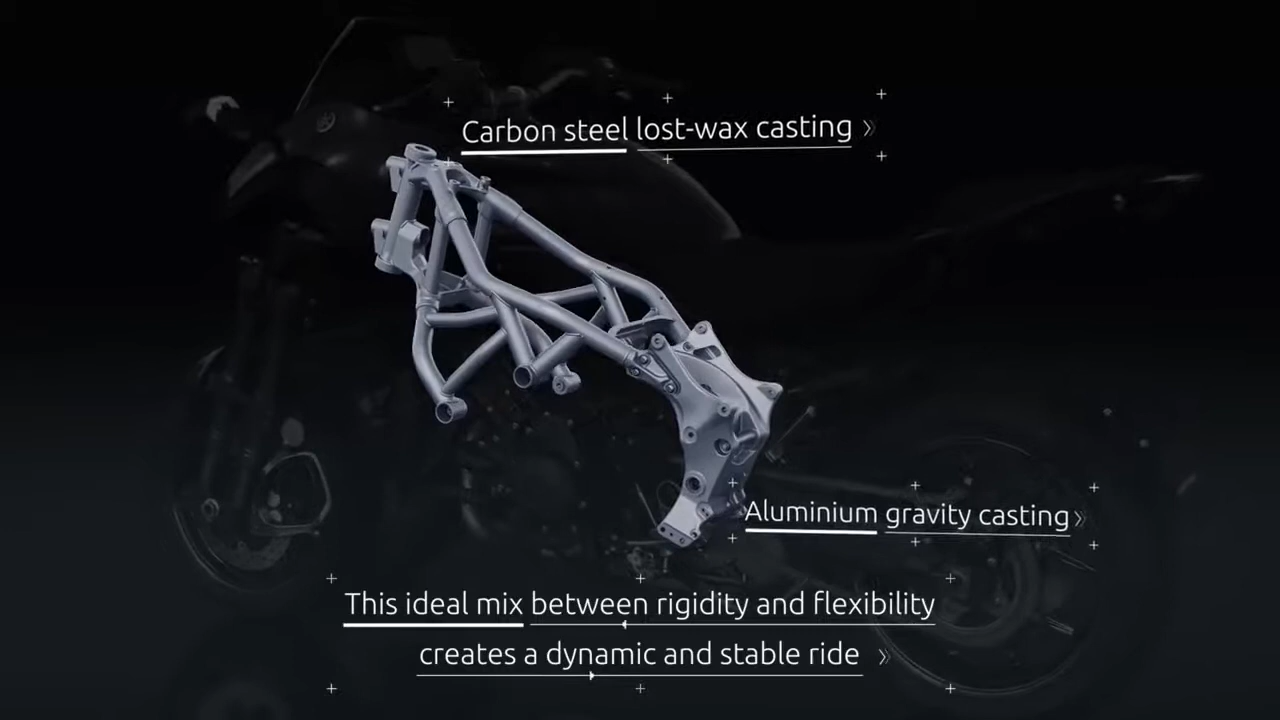 Carbon steel lost-wax casting
Aluminium gravity casting
This ideal mix between rigidity and flexibility
creates a dynamic and stable ride